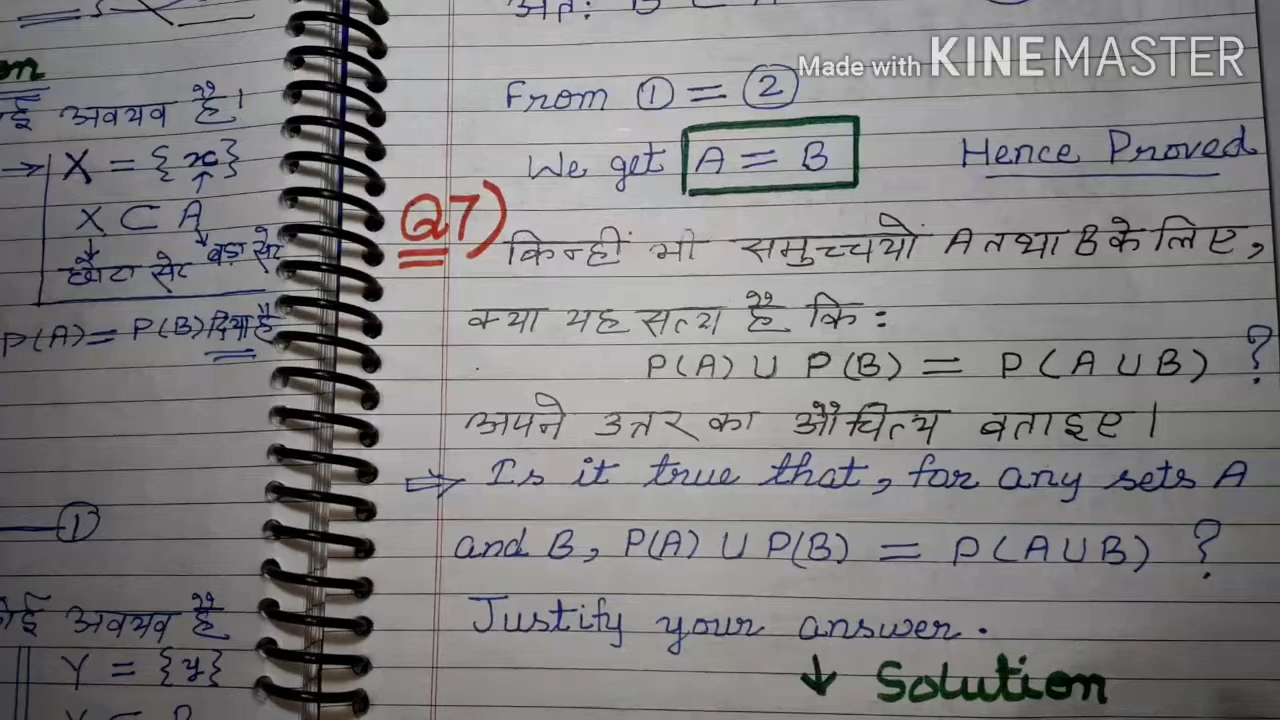 अवयव है।
→ X = {x}
X ⊂ A
छोटा सेट बड़ा सेट
P(A) = P(B) दिया है
①
कोई अवयव है
Y = {y}
अतः B ⊂ A
Made with KINEMASTER
From ① = ②
We get A = B Hence Proved
Q7) किन्हीं भी समुच्चयों A तथा B के लिए,
क्या यह सत्य है कि:
P(A) ∪ P(B) = P(A∪B) ?
अपने उत्तर का औचित्य बताइए।
⇒ Is it true that, for any sets A
and B, P(A) ∪ P(B) = P(A∪B) ?
Justify your answer.
↓ Solution